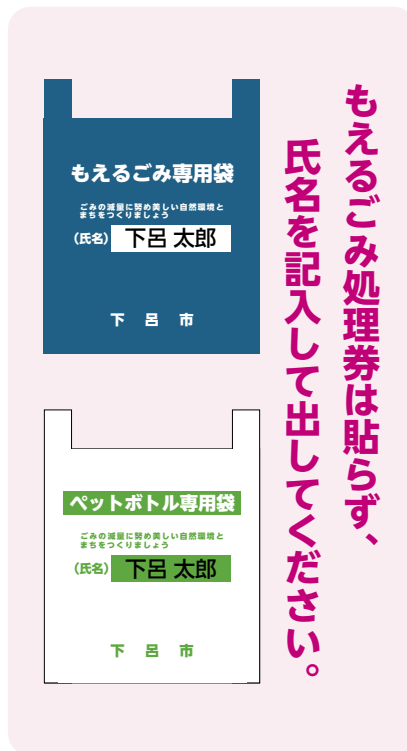 もえるごみ処理券は貼らず、
氏名を記入して出してください。
もえるごみ専用袋
ごみの減量に努め美しい自然環境と
まちをつくりましょう
(氏名) 下呂 太郎
下 呂 市
ペットボトル専用袋
ごみの減量に努め美しい自然環境と
まちをつくりましょう
(氏名) 下呂 太郎
下 呂 市